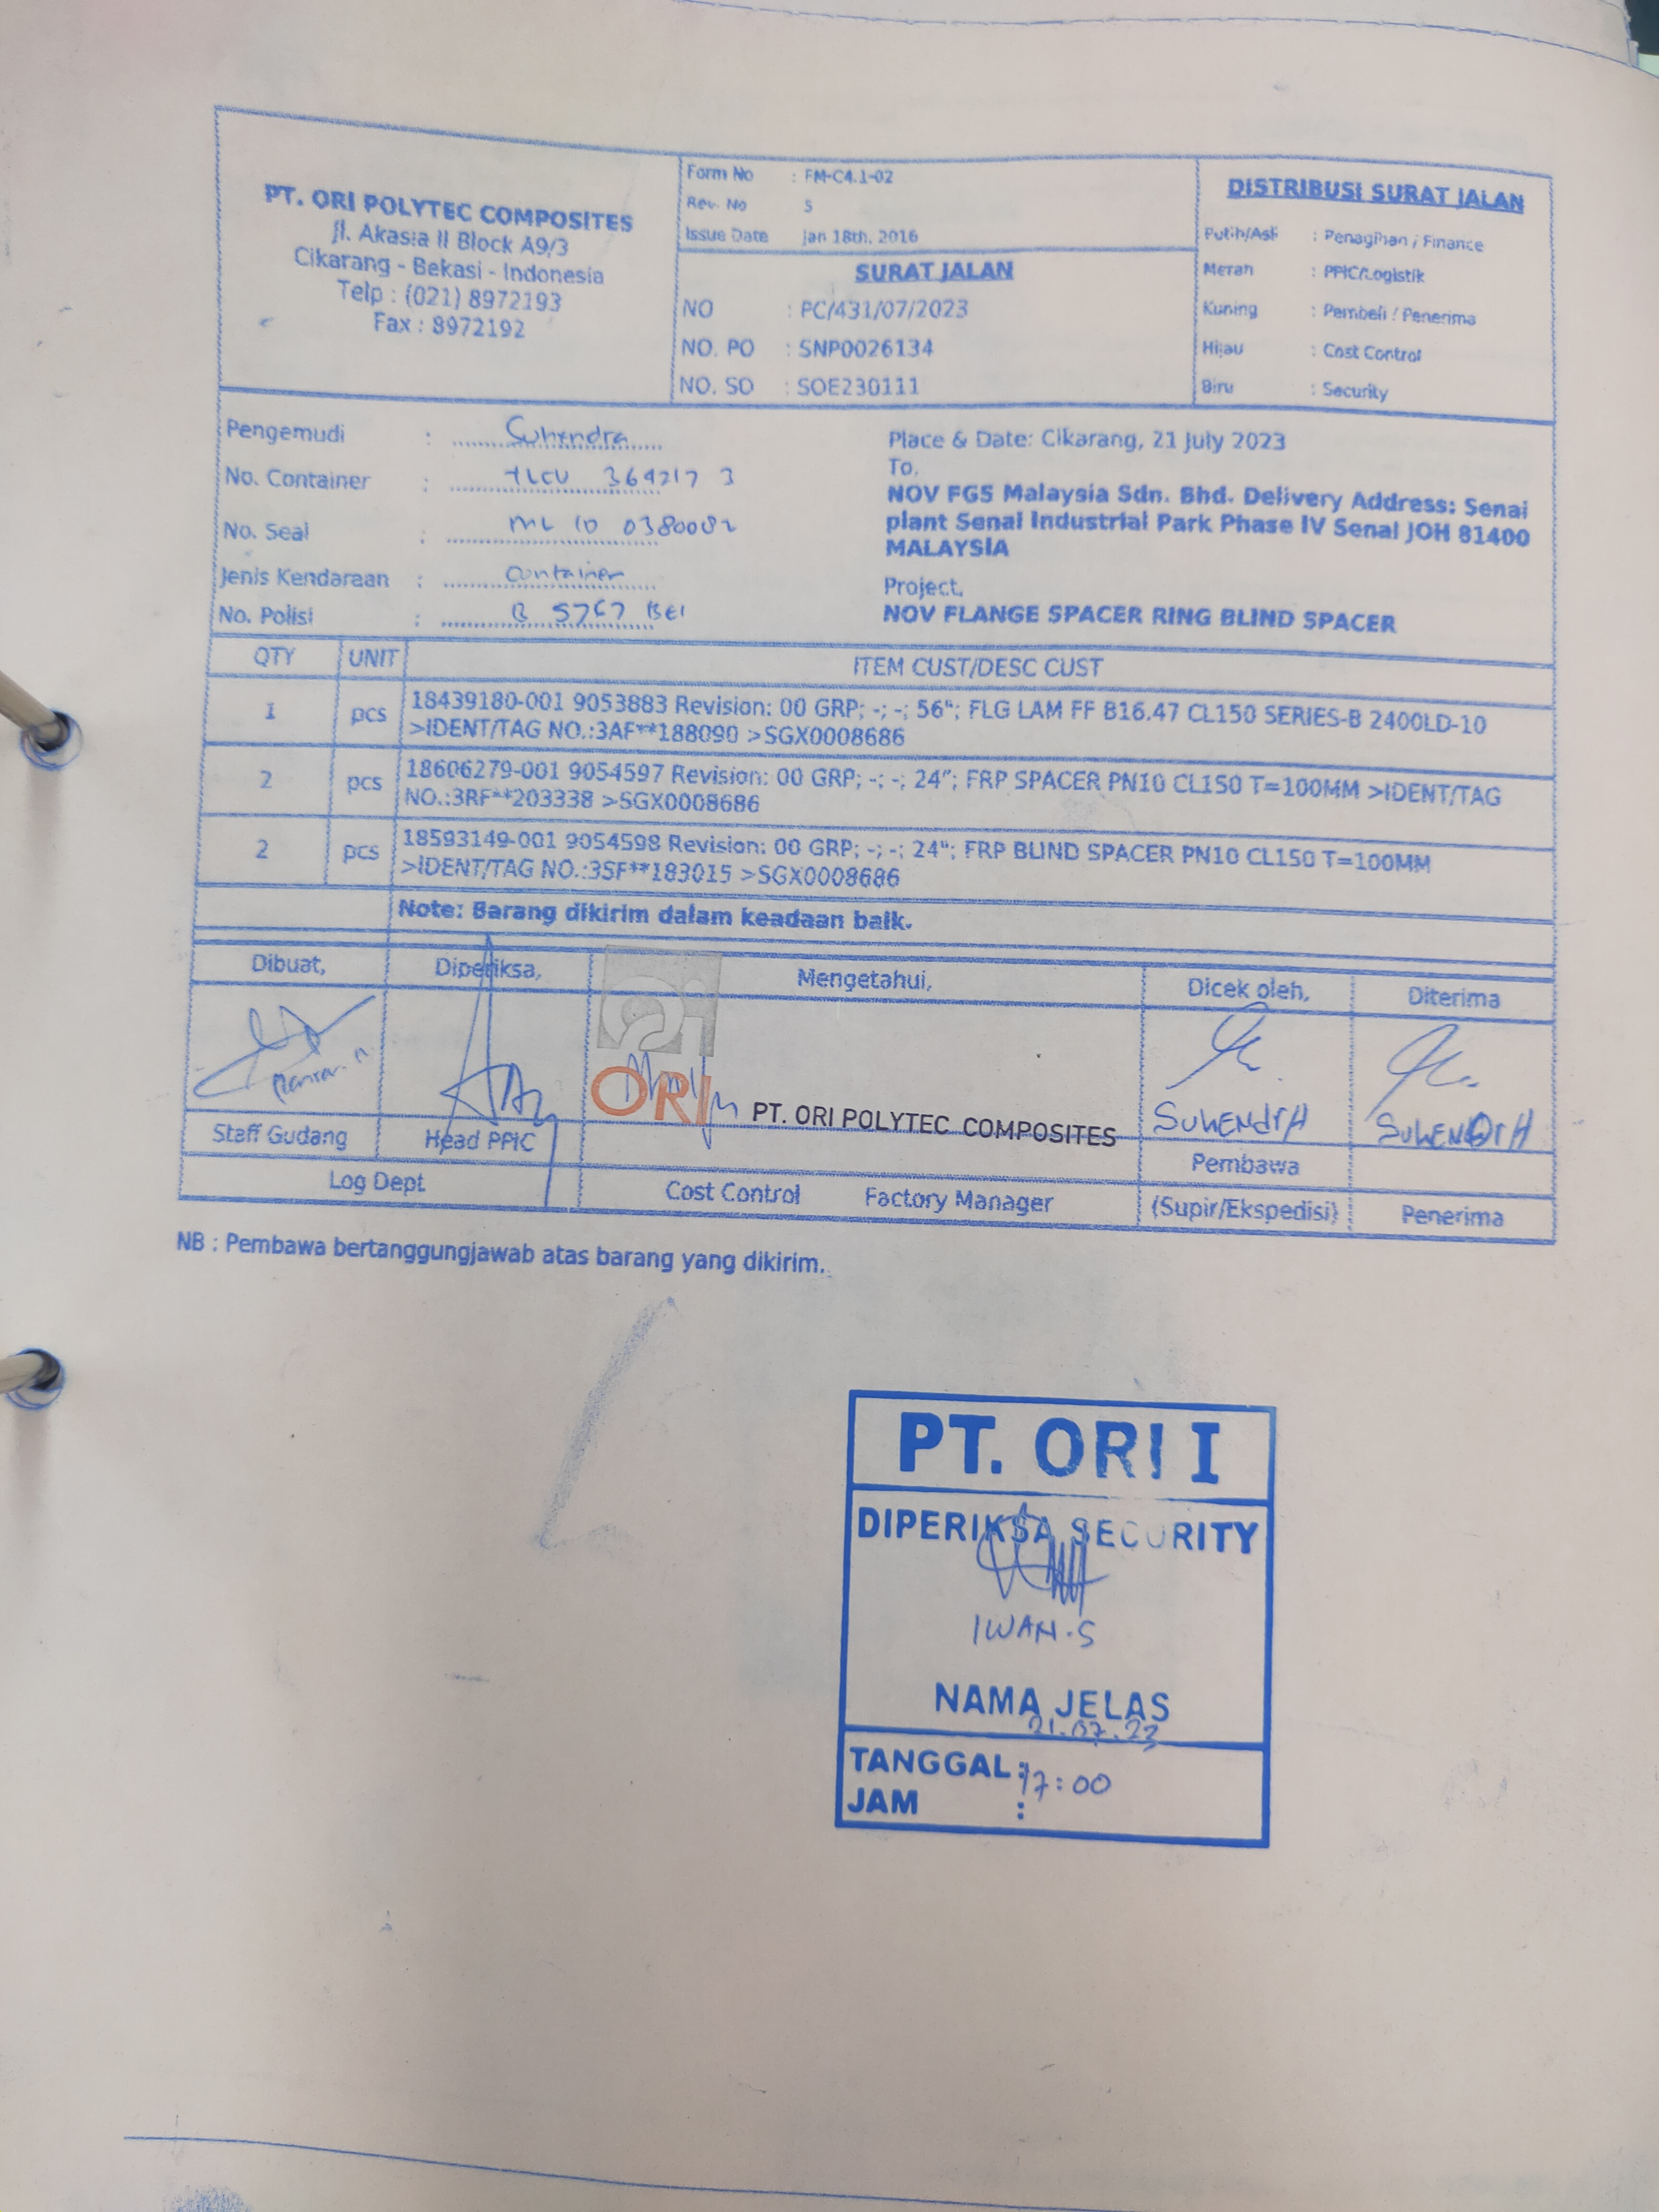 PT. ORI POLYTEC COMPOSITES
Jl. Akasia II Block A9/3
Cikarang - Bekasi - Indonesia
Telp : (021) 8972193
Fax : 8972192
Form No : FM-C4.1-02
Rev. No 5
Issue Date Jan 18th, 2016
SURAT JALAN
NO : PC/431/07/2023
NO. PO : SNP0026134
NO. SO : SOE230111
DISTRIBUSI SURAT JALAN
Putih/Asli : Penagihan / Finance
Merah : PPIC/Logistik
Kuning : Pembeli / Penerima
Hijau : Cost Control
Biru : Security
Pengemudi : Suhendra
No. Container : TLCU 364217 3
No. Seal : ML ID 0380082
Jenis Kendaraan : Container
No. Polisi : B 5767 BEI
Place & Date: Cikarang, 21 July 2023
To,
NOV FGS Malaysia Sdn. Bhd. Delivery Address: Senai
plant Senai Industrial Park Phase IV Senai JOH 81400
MALAYSIA
Project,
NOV FLANGE SPACER RING BLIND SPACER
QTY UNIT ITEM CUST/DESC CUST
1 pcs 18439180-001 9053883 Revision: 00 GRP; -; -; 56"; FLG LAM FF B16.47 CL150 SERIES-B 2400LD-10
>IDENT/TAG NO.:3AF**188090 >SGX0008686
2 pcs 18606279-001 9054597 Revision: 00 GRP; -; -; 24"; FRP SPACER PN10 CL150 T=100MM >IDENT/TAG
NO.:3RF**203338 >SGX0008686
2 pcs 18593149-001 9054598 Revision: 00 GRP; -; -; 24"; FRP BLIND SPACER PN10 CL150 T=100MM
>IDENT/TAG NO.:3SF**183015 >SGX0008686
Note: Barang dikirim dalam keadaan baik.
Dibuat, Diperiksa, Mengetahui, Dicek oleh, Diterima
ORI PT. ORI POLYTEC COMPOSITES
SUHENDRA SUHENDRA
Staff Gudang Head PPIC Pembawa
Log Dept Cost Control Factory Manager (Supir/Ekspedisi) Penerima
NB : Pembawa bertanggungjawab atas barang yang dikirim.
PT. ORI I
DIPERIKSA SECURITY
IWAN.S
NAMA JELAS
21.07.23
TANGGAL : 17:00
JAM :